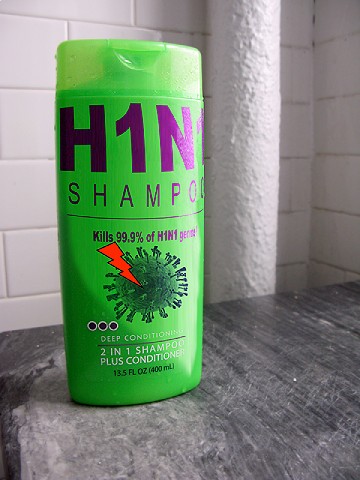 H1N1
SHAMPOO
Kills 99.9% of H1N1 germs!
DEEP CONDITIONING
2 IN 1 SHAMPOO
PLUS CONDITIONER
13.5 FL OZ (400 mL)